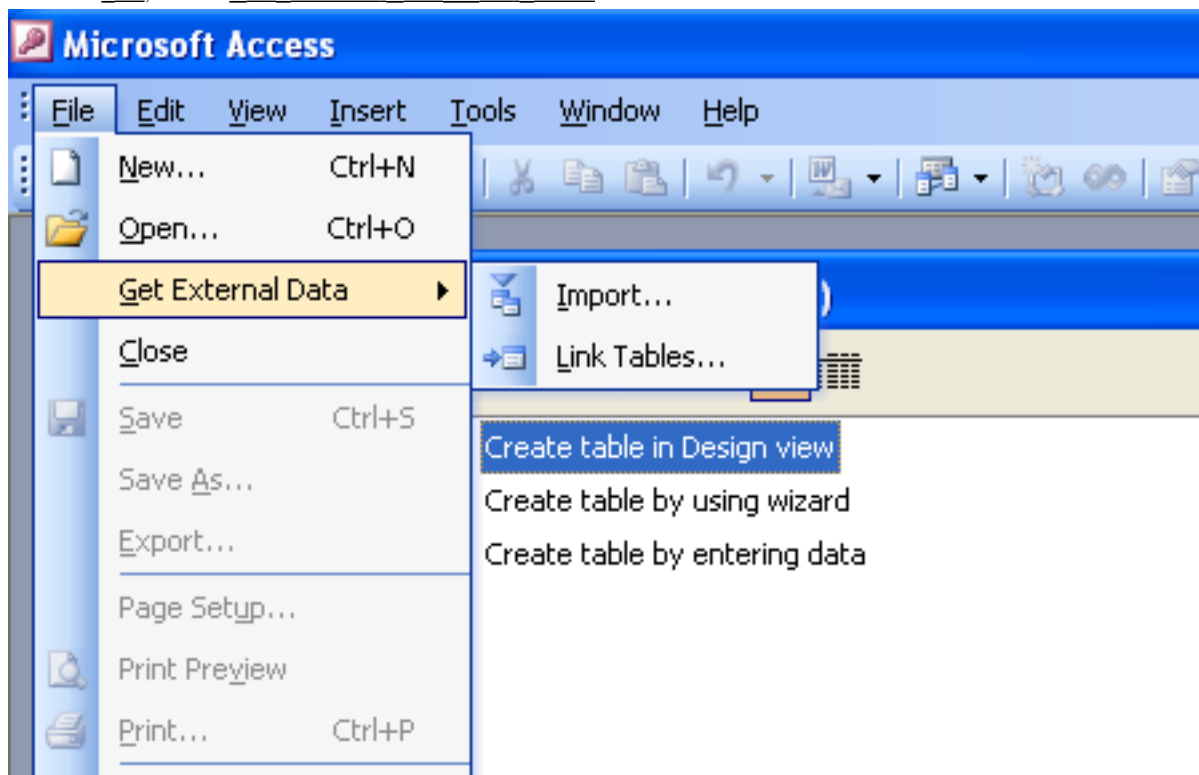 Microsoft Access
File Edit View Insert Tools Window Help
New... Ctrl+N
Open... Ctrl+O
Get External Data
Import...
Link Tables...
)
Close
Save Ctrl+S
Save As...
Export...
Page Setup...
Print Preview
Print... Ctrl+P
Create table in Design view
Create table by using wizard
Create table by entering data